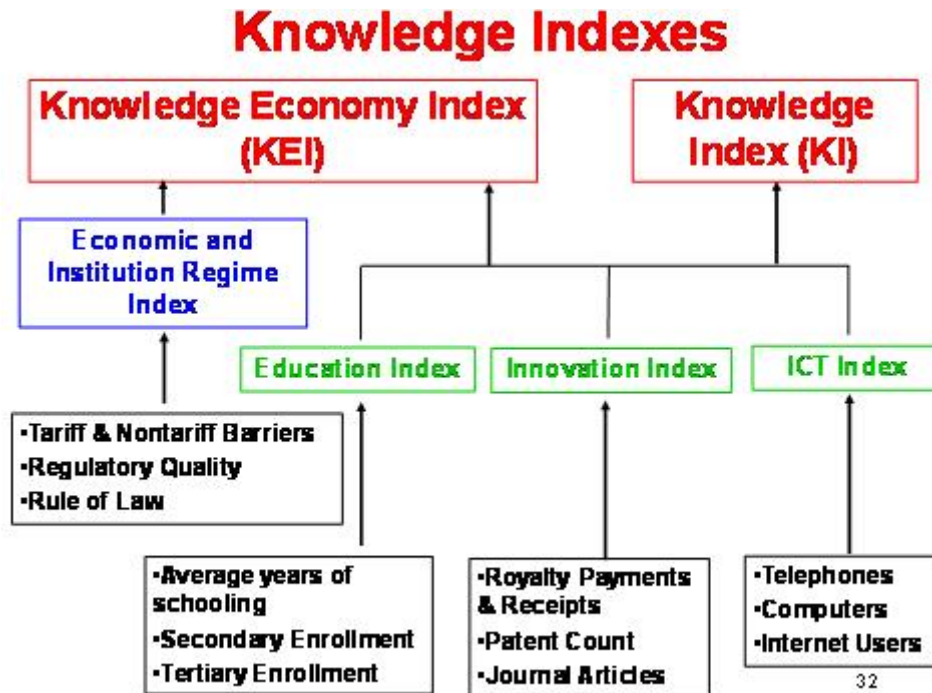 Knowledge Indexes
Knowledge Economy Index
(KEI)
Knowledge
Index (KI)
Economic and
Institution Regime
Index
Education Index
Innovation Index
ICT Index
•Tariff & Nontariff Barriers
•Regulatory Quality
•Rule of Law
•Average years of
schooling
•Secondary Enrollment
•Tertiary Enrollment
•Royalty Payments
& Receipts
•Patent Count
•Journal Articles
•Telephones
•Computers
•Internet Users
32